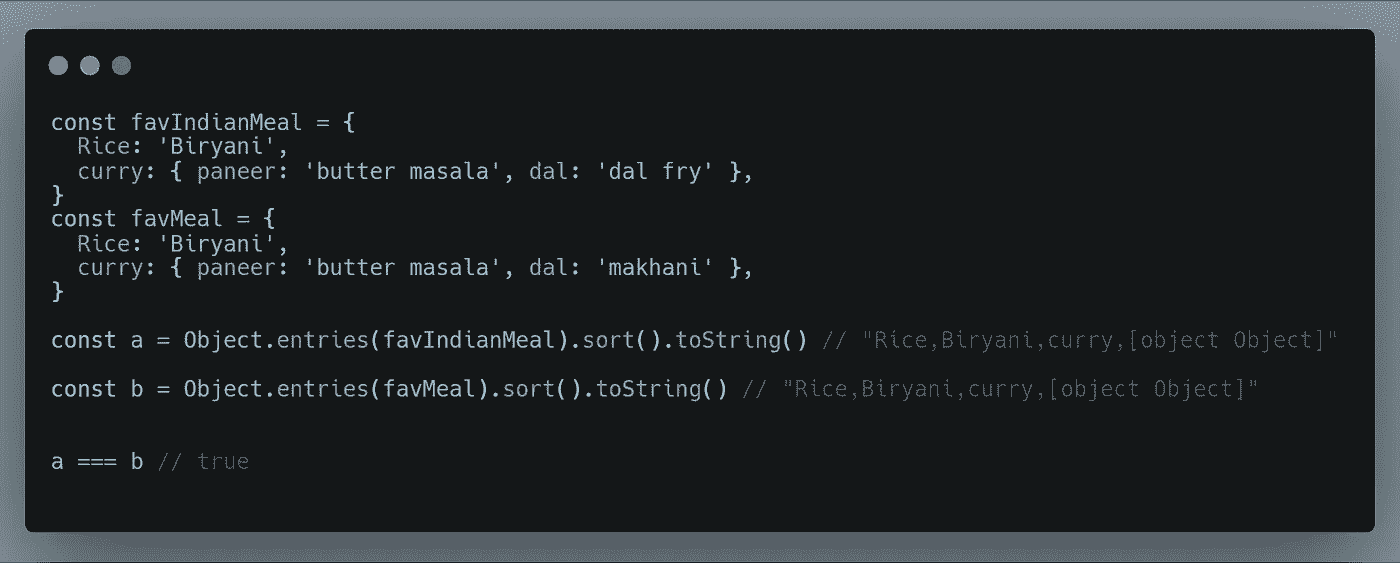 const favIndianMeal = {
  Rice: 'Biryani',
  curry: { paneer: 'butter masala', dal: 'dal fry' },
}
const favMeal = {
  Rice: 'Biryani',
  curry: { paneer: 'butter masala', dal: 'makhani' },
}
const a = Object.entries(favIndianMeal).sort().toString() // "Rice,Biryani,curry,[object Object]"
const b = Object.entries(favMeal).sort().toString() // "Rice,Biryani,curry,[object Object]"
a === b // true